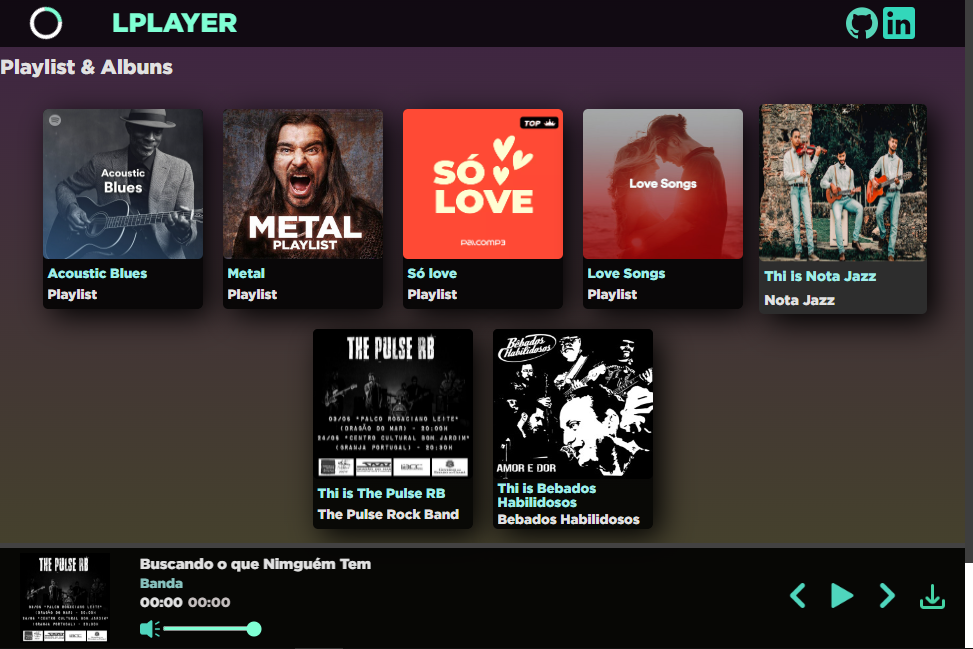 LPLAYER
in
Playlist & Albuns
Acoustic
Blues
Acoustic Blues
Playlist
METAL
PLAYLIST
Metal
Playlist
TOP
SÓ
LOVE
PALCOMP3
Só love
Playlist
Love Songs
Love Songs
Playlist
Thi is Nota Jazz
Nota Jazz
THE PULSE RB
09/06 "PALCO ROGACIANO LEITE"
(DRAGÃO DO MAR) - 20:00H
24/06 "CENTRO CULTURAL BOM JARDIM"
(GRANJA PORTUGAL) - 20:30H
Thi is The Pulse RB
The Pulse Rock Band
Bêbados
Habilidosos
AMOR E DOR
Thi is Bebados
Habilidosos
Bebados Habilidosos
THE PULSE RB
Buscando o que Nimguém Tem
Banda
00:00 00:00